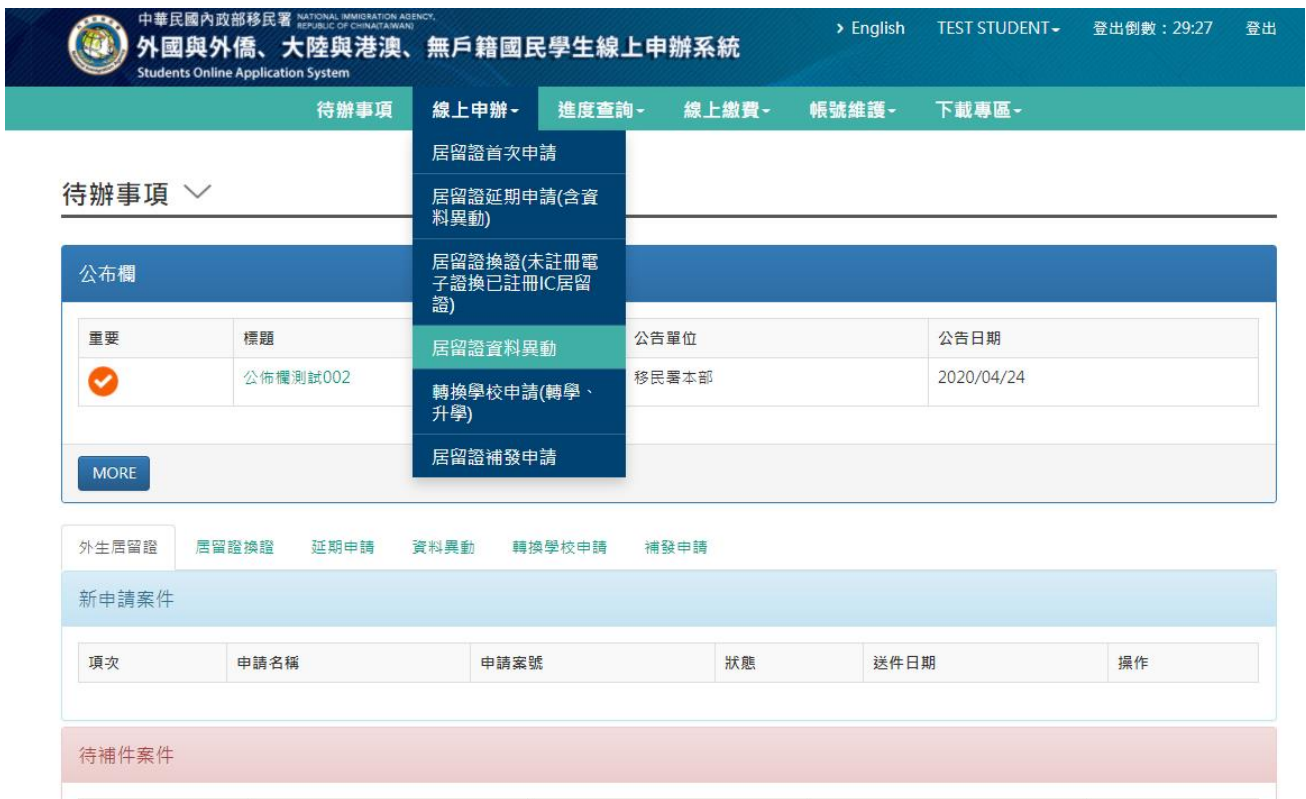 中華民國內政部移民署 NATIONAL IMMIGRATION AGENCY,
REPUBLIC OF CHINA(TAIWAN)
外國與外僑、大陸與港澳、無戶籍國民學生線上申辦系統
Students Online Application System
English TEST STUDENT 登出倒數：29:27 登出
待辦事項 線上申辦 進度查詢 線上繳費 帳號維護 下載專區
居留證首次申請
居留證延期申請(含資
料異動)
居留證換證(未註冊電
子證換已註冊IC居留
證)
居留證資料異動
轉換學校申請(轉學、
升學)
居留證補發申請
待辦事項
公布欄
重要 標題 公告單位 公告日期
公佈欄測試002 移民署本部 2020/04/24
MORE
外生居留證 居留證換證 延期申請 資料異動 轉換學校申請 補發申請
新申請案件
項次 申請名稱 申請案號 狀態 送件日期 操作
待補件案件